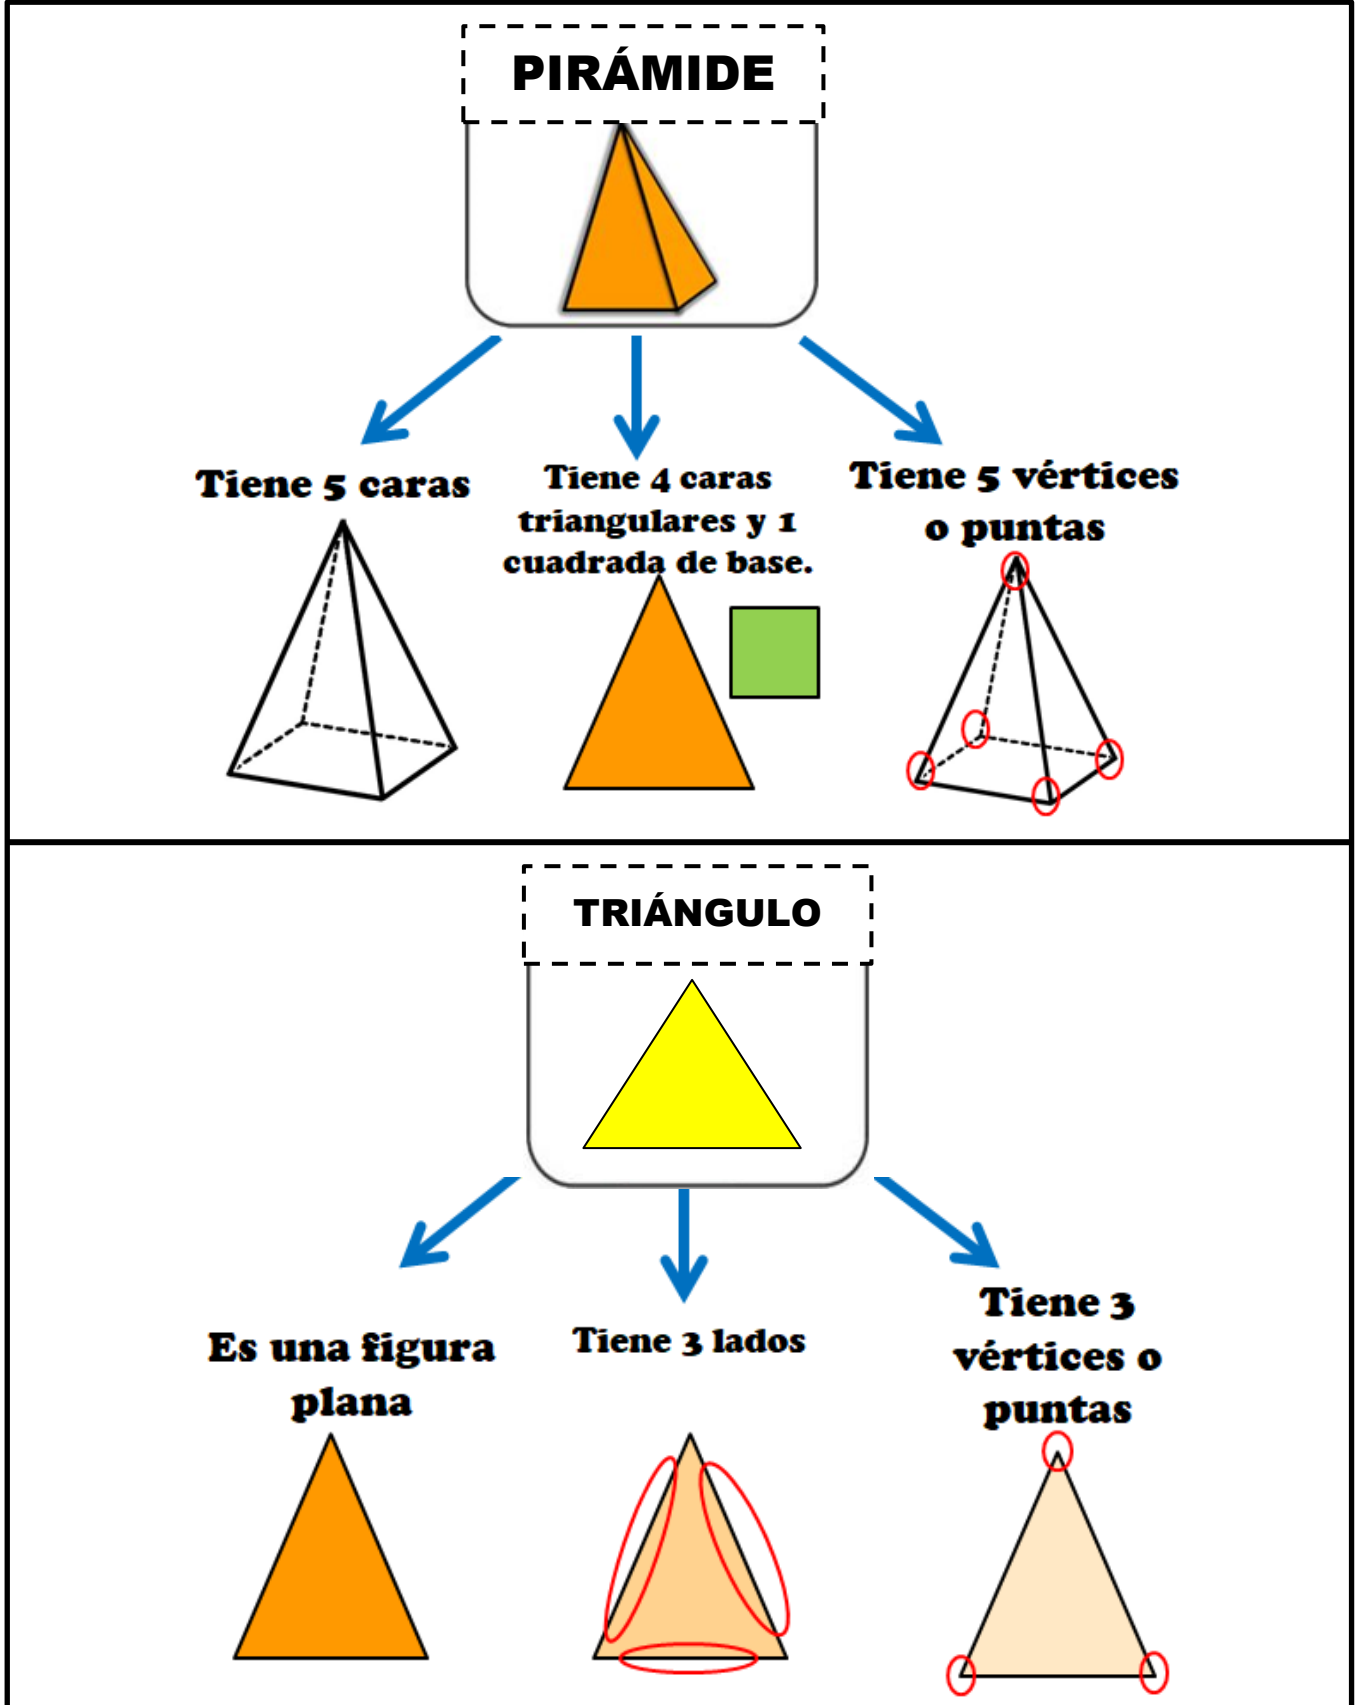 PIRÁMIDE
Tiene 5 caras
Tiene 4 caras
triangulares y 1
cuadrada de base.
Tiene 5 vértices
o puntas
TRIÁNGULO
Es una figura
plana
Tiene 3 lados
Tiene 3
vértices o
puntas